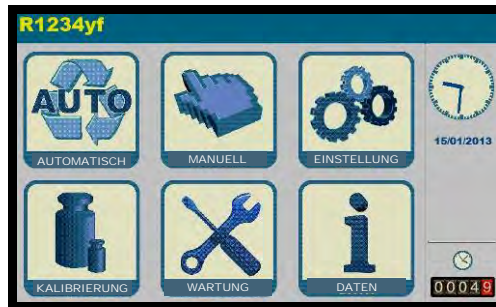 R1234yf
AUTO
AUTOMATISCH
MANUELL
EINSTELLUNG
15/01/2013
KALIBRIERUNG
WARTUNG
DATEN
00049